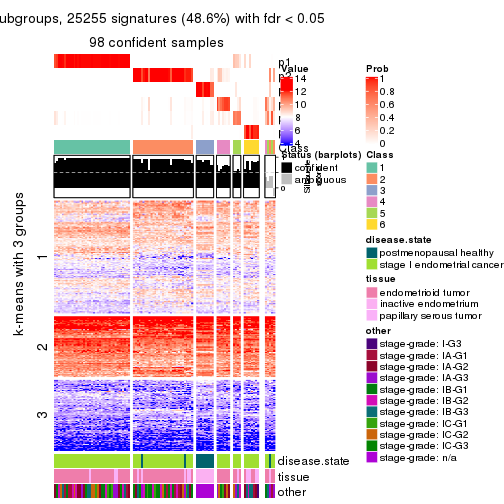 ubgroups, 25255 signatures (48.6%) with fdr < 0.05
98 confident samples
k-means with 3 groups
1
2
3
p1
Class
0
disease.state
tissue
other
Value
14
12
10
8
6
4
Status (barplots)
confident
ambiguous
Prob
1
0.8
0.6
0.4
0.2
0
Class
1
2
3
4
5
6
disease.state
postmenopausal healthy
stage I endometrial cancer
tissue
endometrioid tumor
inactive endometrium
papillary serous tumor
other
stage-grade: I-G3
stage-grade: IA-G1
stage-grade: IA-G2
stage-grade: IA-G3
stage-grade: IB-G1
stage-grade: IB-G2
stage-grade: IB-G3
stage-grade: IC-G1
stage-grade: IC-G2
stage-grade: IC-G3
stage-grade: n/a